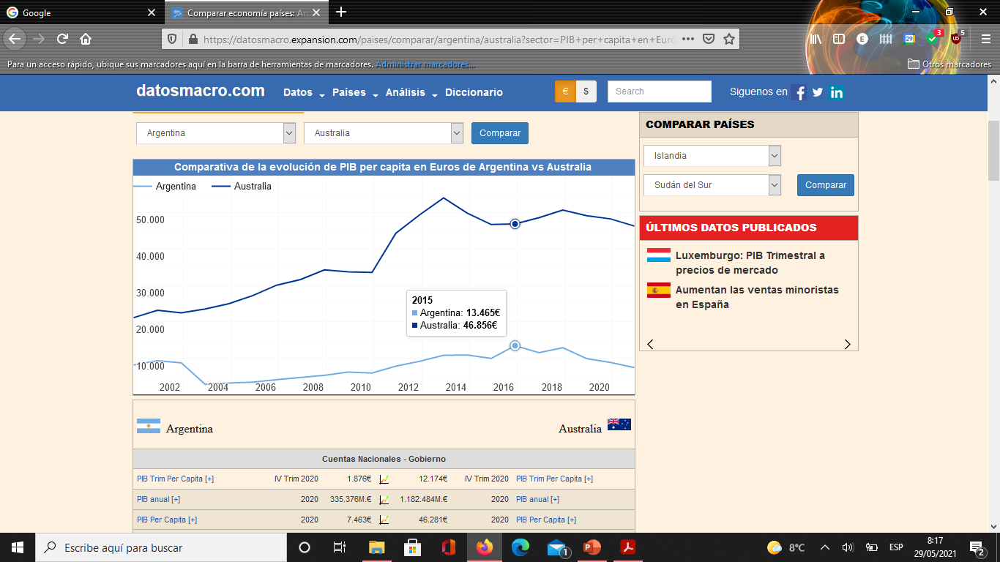 Google
Comparar economía países: Ar
https://datosmacro.expansion.com/paises/comparar/argentina/australia?sector=PIB+per+capita+en+Euro
E
29
3
5
Para un acceso rápido, ubique sus marcadores aquí en la barra de herramientas de marcadores. Administrar marcadores...
Otros marcadores
datosmacro.com
Datos
Países
Análisis
Diccionario
€
$
Search
Siguenos en
Argentina
Australia
Comparar
Comparativa de la evolución de PIB per capita en Euros de Argentina vs Australia
Argentina
Australia
50.000
40.000
30.000
20.000
10.000
2015
Argentina: 13.465€
Australia: 46.856€
2002 2004 2006 2008 2010 2012 2014 2016 2018 2020
Argentina
Australia
Cuentas Nacionales - Gobierno
PIB Trim Per Capita [+] IV Trim 2020 1.876€ 12.174€ IV Trim 2020 PIB Trim Per Capita [+]
PIB anual [+] 2020 335.376M.€ 1.182.484M.€ 2020 PIB anual [+]
PIB Per Capita [+] 2020 7.463€ 46.281€ 2020 PIB Per Capita [+]
COMPARAR PAÍSES
Islandia
Sudán del Sur
Comparar
ÚLTIMOS DATOS PUBLICADOS
Luxemburgo: PIB Trimestral a
precios de mercado
Aumentan las ventas minoristas
en España
Escribe aquí para buscar
1
8°C
ESP
8:17
29/05/2021
2